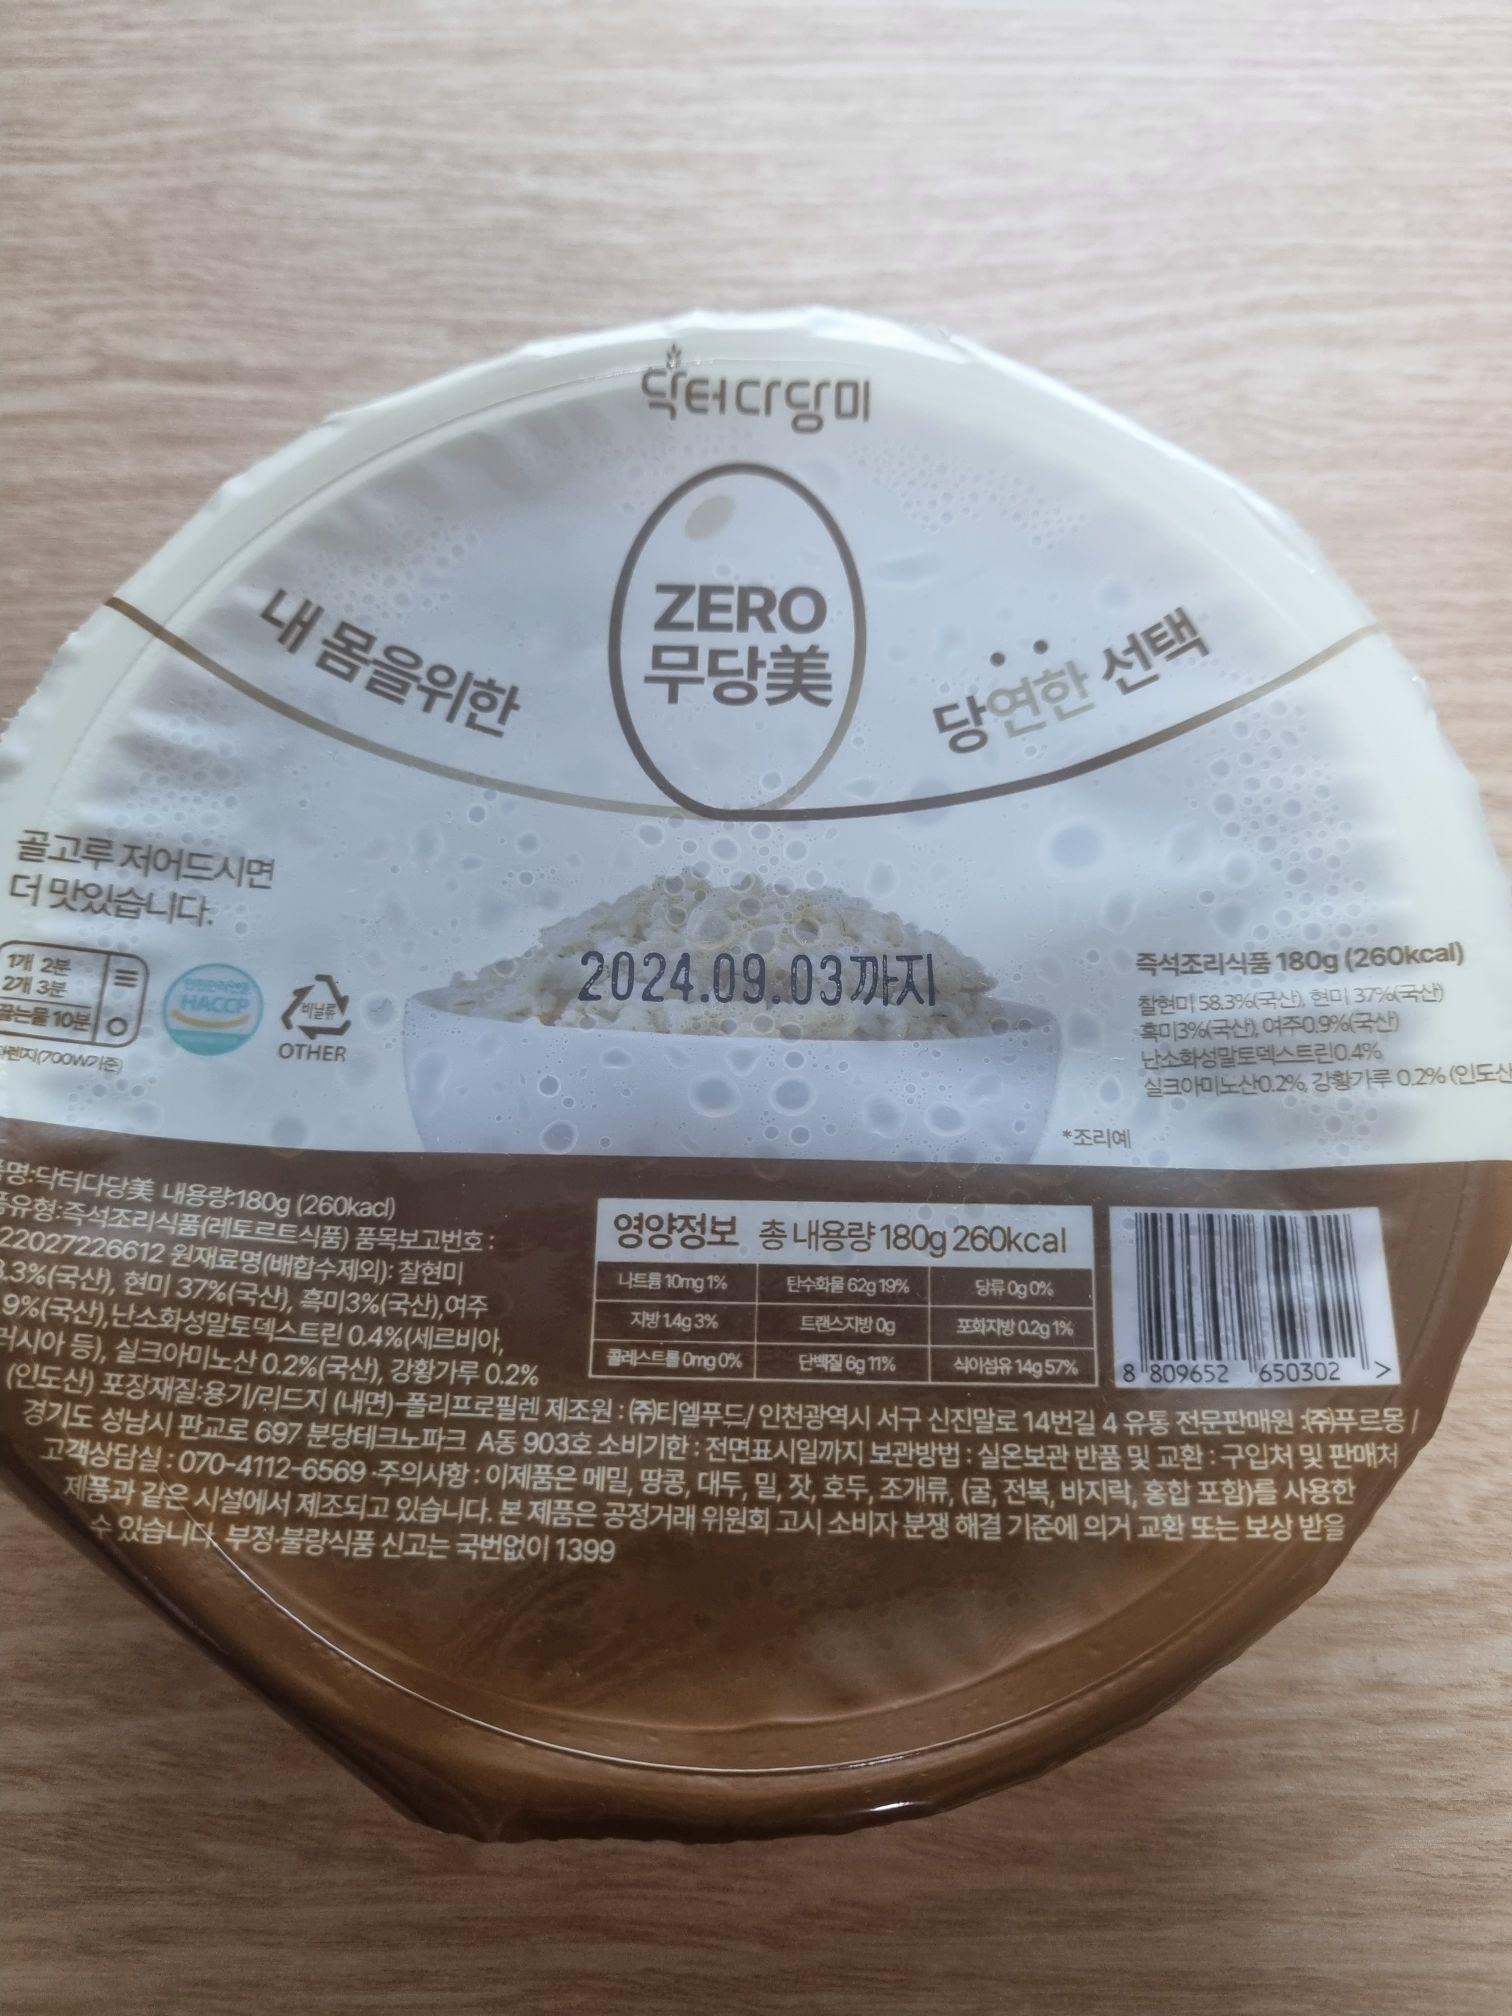 닥터다당미
ZERO
무당美
내 몸을위한
당연한 선택
골고루 저어드시면
더 맛있습니다.
1개 2분
2개 3분
끓는물 10분
렌지(700W기준)
HACCP
비닐류
OTHER
2024.09.03까지
즉석조리식품 180g (260kcal)
찰현미 58.3%(국산), 현미 37%(국산)
흑미3%(국산), 여주0.9%(국산)
난소화성말토덱스트린0.4%
실크아미노산0.2%, 강황가루 0.2% (인도산
*조리예
명:닥터다당美 내용량:180g (260kacl)
유형:즉석조리식품(레토르트식품) 품목보고번호 :
22027226612 원재료명(배합수제외): 찰현미
.3%(국산), 현미 37%(국산), 흑미3%(국산),여주
.9%(국산),난소화성말토덱스트린 0.4%(세르비아,
러시아 등), 실크아미노산 0.2%(국산), 강황가루 0.2%
(인도산) 포장재질:용기/리드지 (내면)-폴리프로필렌 제조원 : (주)티엘푸드/ 인천광역시 서구 신진말로 14번길 4 유통 전문판매원 :(주)푸르몽 /
경기도 성남시 판교로 697 분당테크노파크 A동 903호 소비기한 : 전면표시일까지 보관방법 : 실온보관 반품 및 교환 : 구입처 및 판매처
고객상담실 : 070-4112-6569 ·주의사항 : 이제품은 메밀, 땅콩, 대두, 밀, 잣, 호두, 조개류, (굴, 전복, 바지락, 홍합 포함)를 사용한
제품과 같은 시설에서 제조되고 있습니다. 본 제품은 공정거래 위원회 고시 소비자 분쟁 해결 기준에 의거 교환 또는 보상 받을
수 있습니다. 부정·불량식품 신고는 국번없이 1399
영양정보 총 내용량 180g 260kcal
나트륨 10mg 1% 탄수화물 62g 19% 당류 0g 0%
지방 1.4g 3% 트랜스지방 0g 포화지방 0.2g 1%
콜레스트롤 0mg 0% 단백질 6g 11% 식이섬유 14g 57%
8 809652 650302 >